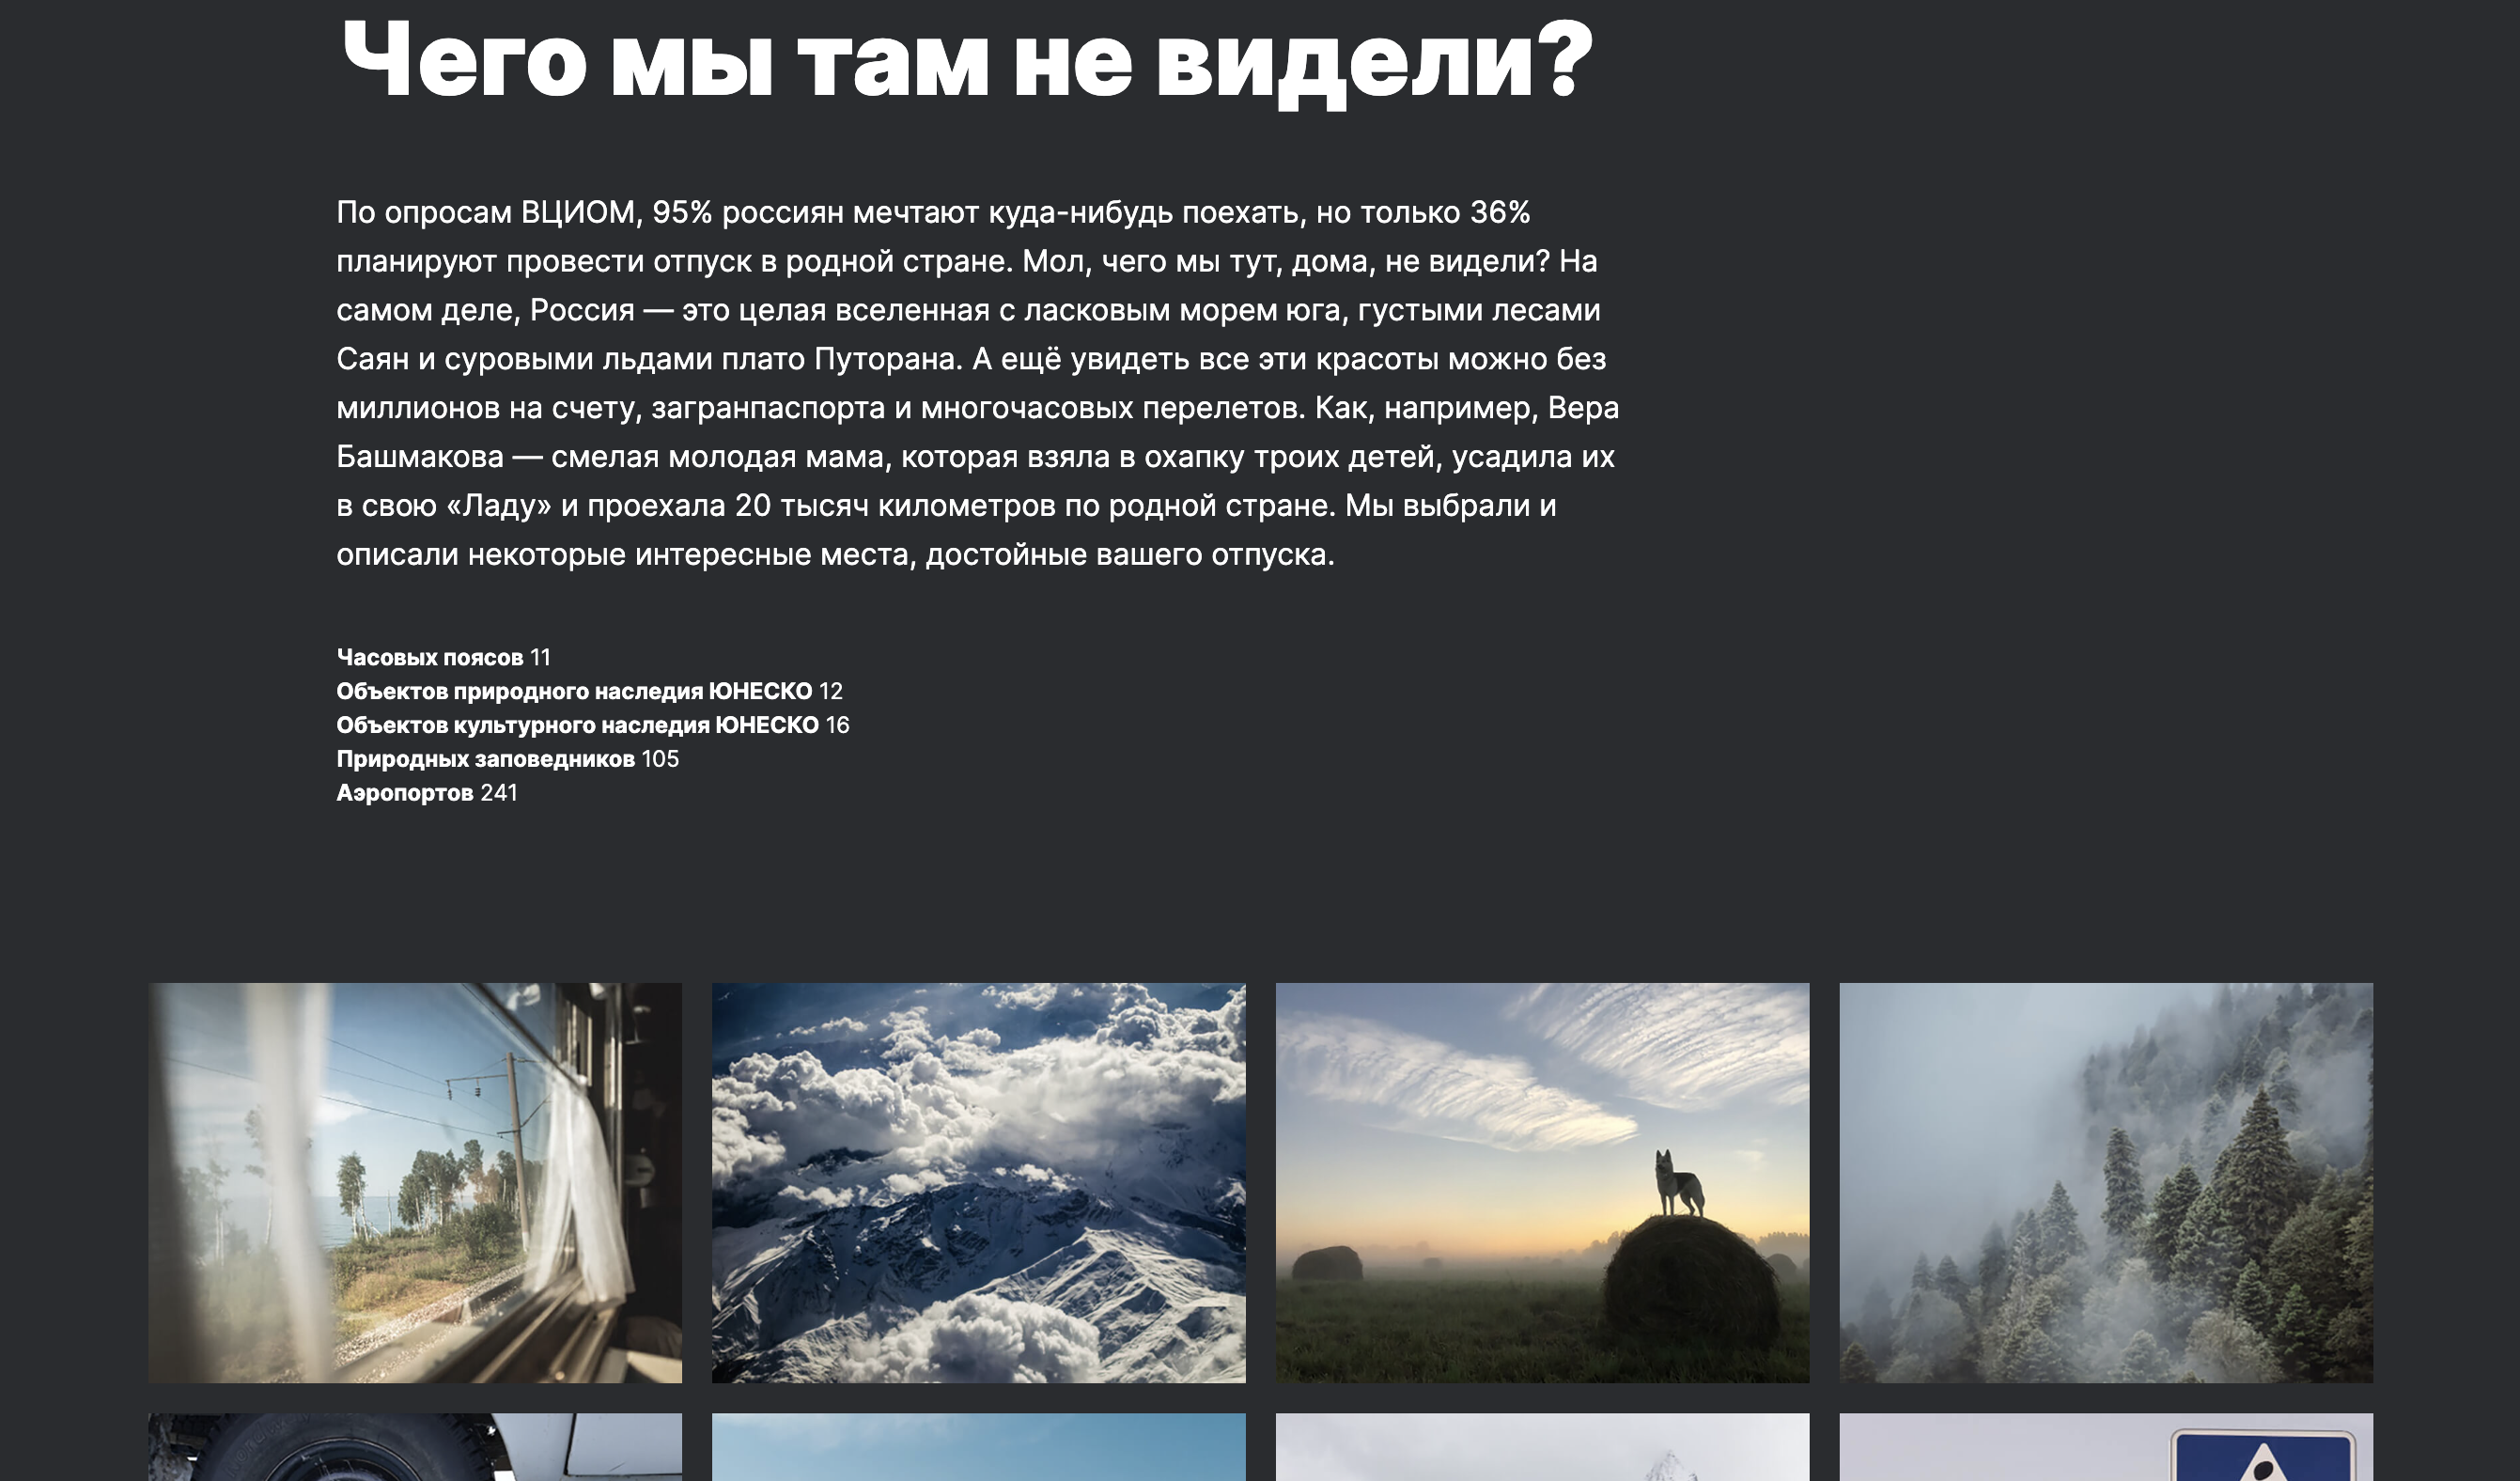 Чего мы там не видели?
По опросам ВЦИОМ, 95% россиян мечтают куда-нибудь поехать, но только 36%
планируют провести отпуск в родной стране. Мол, чего мы тут, дома, не видели? На
самом деле, Россия — это целая вселенная с ласковым морем юга, густыми лесами
Саян и суровыми льдами плато Путорана. А ещё увидеть все эти красоты можно без
миллионов на счету, загранпаспорта и многочасовых перелетов. Как, например, Вера
Башмакова — смелая молодая мама, которая взяла в охапку троих детей, усадила их
в свою «Ладу» и проехала 20 тысяч километров по родной стране. Мы выбрали и
описали некоторые интересные места, достойные вашего отпуска.
Часовых поясов 11
Объектов природного наследия ЮНЕСКО 12
Объектов культурного наследия ЮНЕСКО 16
Природных заповедников 105
Аэропортов 241